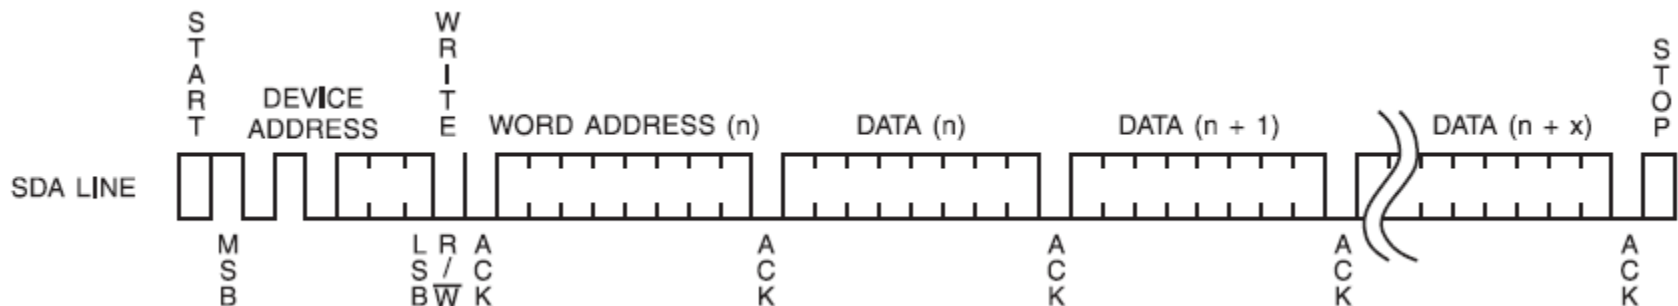 START
DEVICE
ADDRESS
WRITE
WORD ADDRESS (n)
DATA (n)
DATA (n + 1)
DATA (n + x)
STOP
SDA LINE
MSB
LSB
R/W̅
ACK
ACK
ACK
ACK
ACK